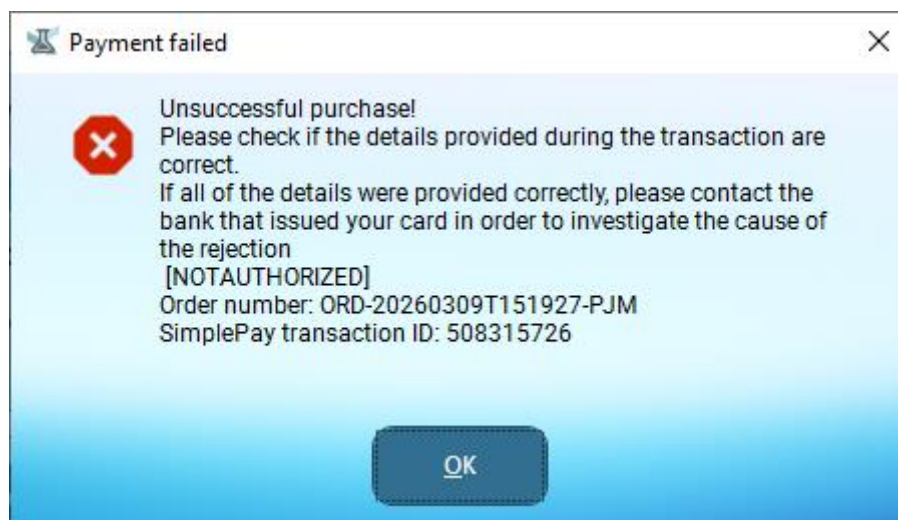 Payment failed
Unsuccessful purchase!
Please check if the details provided during the transaction are
correct.
If all of the details were provided correctly, please contact the
bank that issued your card in order to investigate the cause of
the rejection
[NOTAUTHORIZED]
Order number: ORD-20260309T151927-PJM
SimplePay transaction ID: 508315726
OK